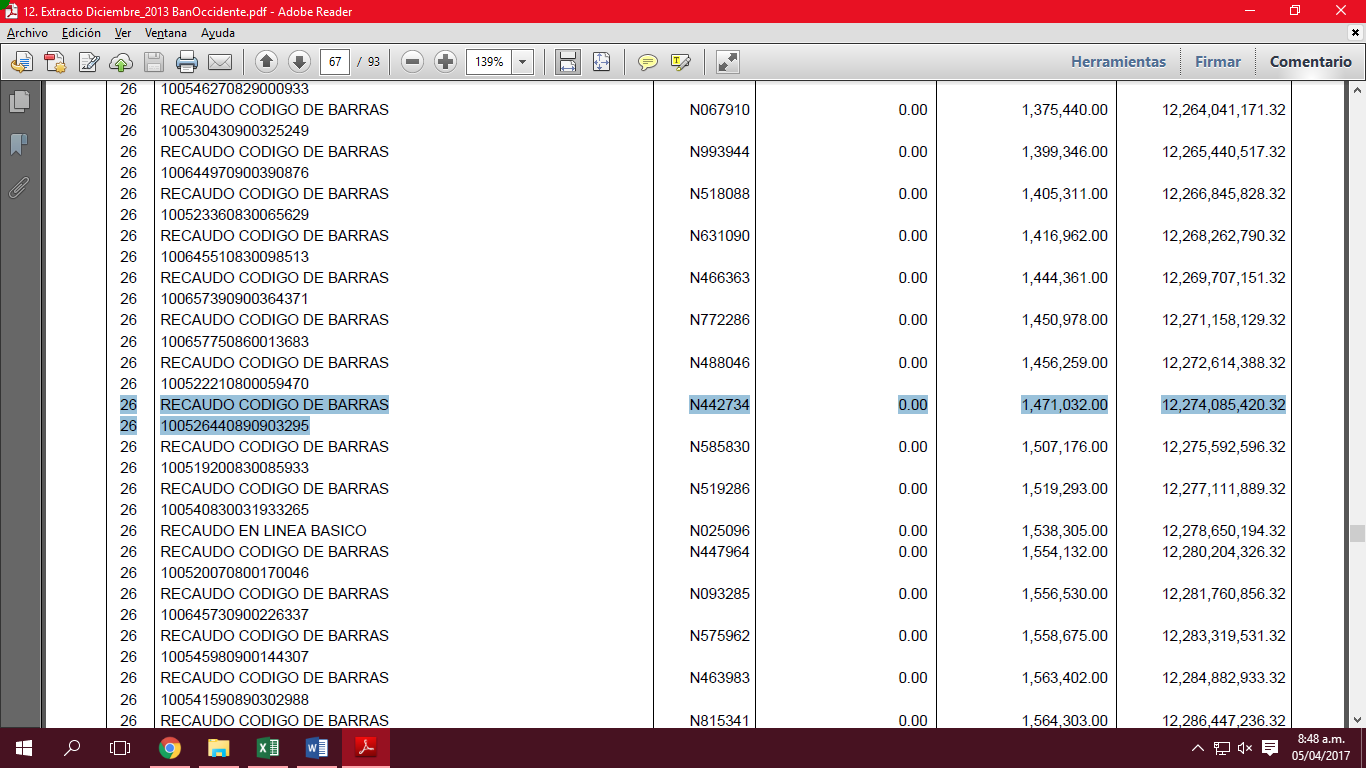 12. Extracto Diciembre_2013 BanOccidente.pdf - Adobe Reader
Archivo Edición Ver Ventana Ayuda
67 / 93 139% Herramientas Firmar Comentario
26 100546270829000933
26 RECAUDO CODIGO DE BARRAS N067910 0.00 1,375,440.00 12,264,041,171.32
26 100530430900325249
26 RECAUDO CODIGO DE BARRAS N993944 0.00 1,399,346.00 12,265,440,517.32
26 100644970900390876
26 RECAUDO CODIGO DE BARRAS N518088 0.00 1,405,311.00 12,266,845,828.32
26 100523360830065629
26 RECAUDO CODIGO DE BARRAS N631090 0.00 1,416,962.00 12,268,262,790.32
26 100645510830098513
26 RECAUDO CODIGO DE BARRAS N466363 0.00 1,444,361.00 12,269,707,151.32
26 100657390900364371
26 RECAUDO CODIGO DE BARRAS N772286 0.00 1,450,978.00 12,271,158,129.32
26 100657750860013683
26 RECAUDO CODIGO DE BARRAS N488046 0.00 1,456,259.00 12,272,614,388.32
26 100522210800059470
26 RECAUDO CODIGO DE BARRAS N442734 0.00 1,471,032.00 12,274,085,420.32
26 100526440890903295
26 RECAUDO CODIGO DE BARRAS N585830 0.00 1,507,176.00 12,275,592,596.32
26 100519200830085933
26 RECAUDO CODIGO DE BARRAS N519286 0.00 1,519,293.00 12,277,111,889.32
26 100540830031933265
26 RECAUDO EN LINEA BASICO N025096 0.00 1,538,305.00 12,278,650,194.32
26 RECAUDO CODIGO DE BARRAS N447964 0.00 1,554,132.00 12,280,204,326.32
26 100520070800170046
26 RECAUDO CODIGO DE BARRAS N093285 0.00 1,556,530.00 12,281,760,856.32
26 100645730900226337
26 RECAUDO CODIGO DE BARRAS N575962 0.00 1,558,675.00 12,283,319,531.32
26 100545980900144307
26 RECAUDO CODIGO DE BARRAS N463983 0.00 1,563,402.00 12,284,882,933.32
26 100541590890302988
26 RECAUDO CODIGO DE BARRAS N815341 0.00 1,564,303.00 12,286,447,236.32
8:48 a.m.
05/04/2017